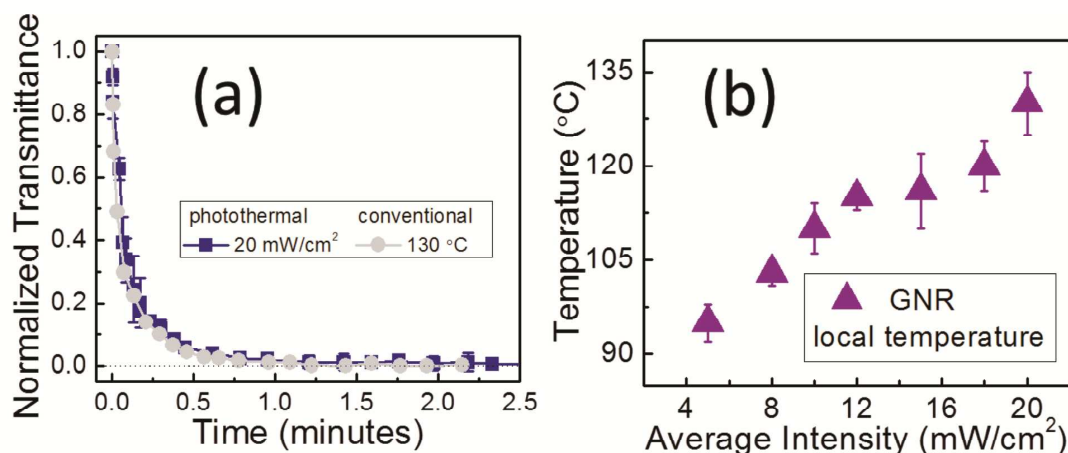 (a)
Normalized Transmittance
1.0
0.8
0.6
0.4
0.2
0.0
photothermal conventional
20 mW/cm² 130 °C
0.0 0.5 1.0 1.5 2.0 2.5
Time (minutes)
(b)
Temperature (°C)
135
120
105
90
GNR
local temperature
4 8 12 16 20
Average Intensity (mW/cm²)